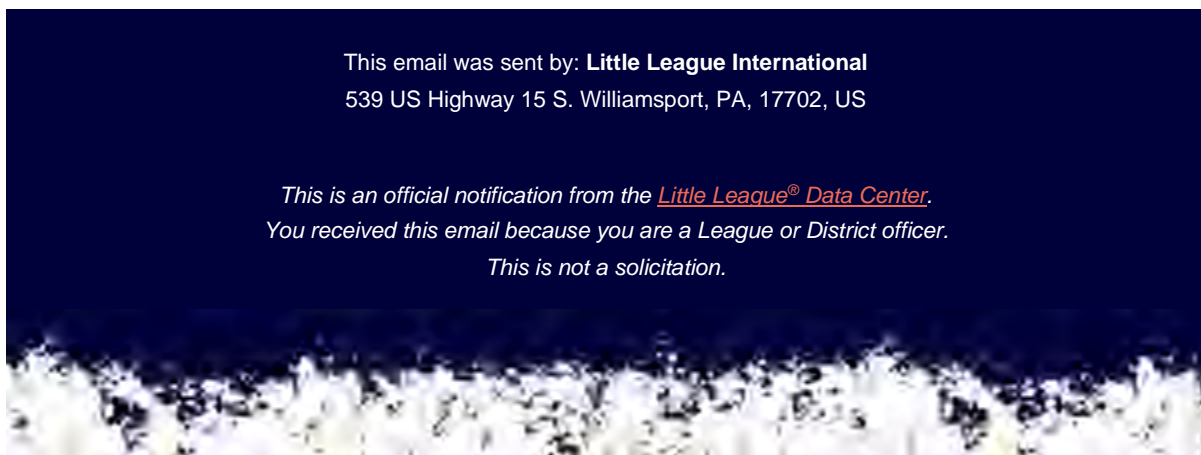 This email was sent by: Little League International
539 US Highway 15 S. Williamsport, PA, 17702, US
This is an official notification from the Little League® Data Center.
You received this email because you are a League or District officer.
This is not a solicitation.